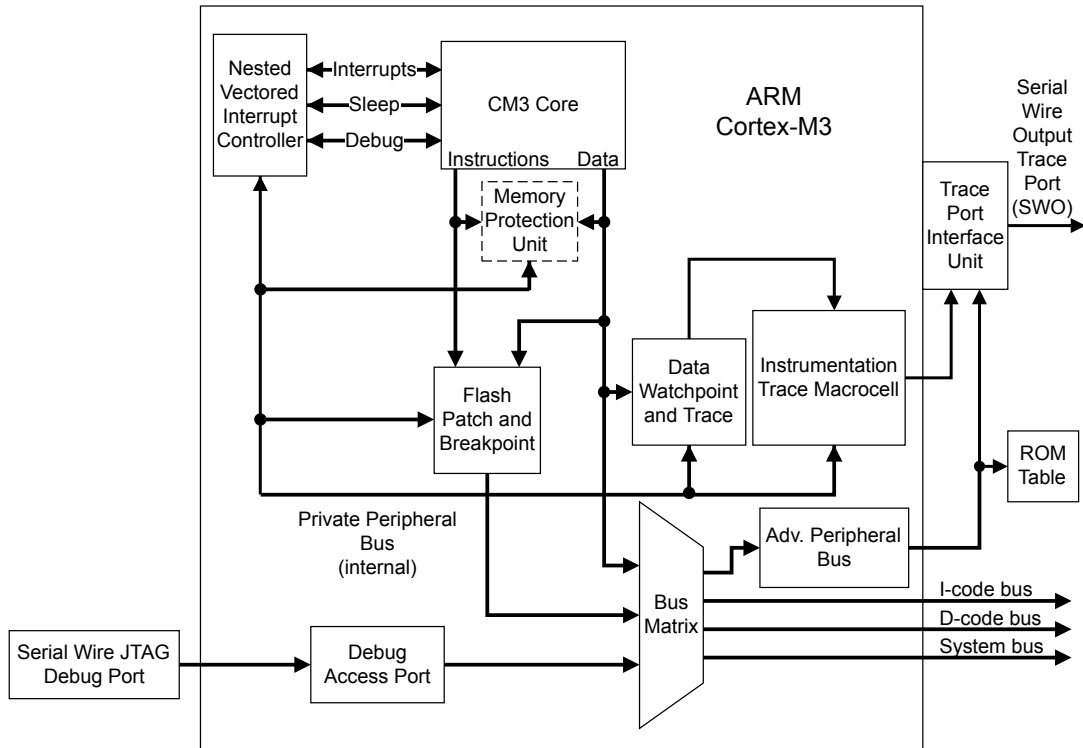 Nested
Vectored
Interrupt
Controller
Interrupts
Sleep
Debug
CM3 Core
Instructions
Data
ARM
Cortex-M3
Memory
Protection
Unit
Trace
Port
Interface
Unit
Serial
Wire
Output
Trace
Port
(SWO)
Flash
Patch and
Breakpoint
Data
Watchpoint
and Trace
Instrumentation
Trace Macrocell
ROM
Table
Private Peripheral
Bus
(internal)
Adv. Peripheral
Bus
Bus
Matrix
I-code bus
D-code bus
System bus
Serial Wire JTAG
Debug Port
Debug
Access Port